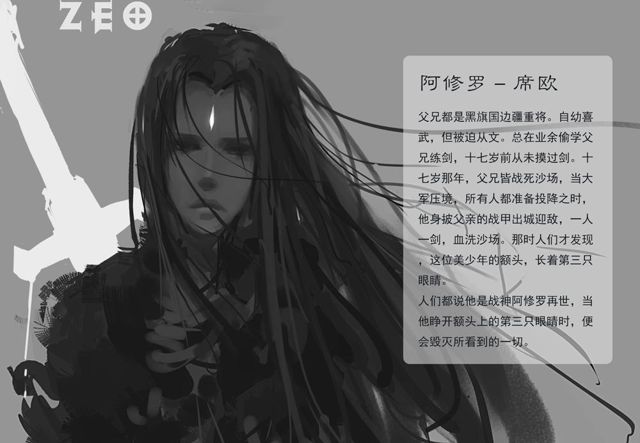 ZEO
阿修罗 – 席欧
父兄都是黑旗国边疆重将。自幼喜
武，但被迫从文。总在业余偷学父
兄练剑，十七岁前从未摸过剑。十
七岁那年，父兄皆战死沙场，当大
军压境，所有人都准备投降之时，
他身披父亲的战甲出城迎敌，一人
一剑，血洗沙场。那时人们才发现
，这位美少年的额头，长着第三只
眼睛。
人们都说他是战神阿修罗再世，当
他睁开额头上的第三只眼睛时，便
会毁灭所看到的一切。